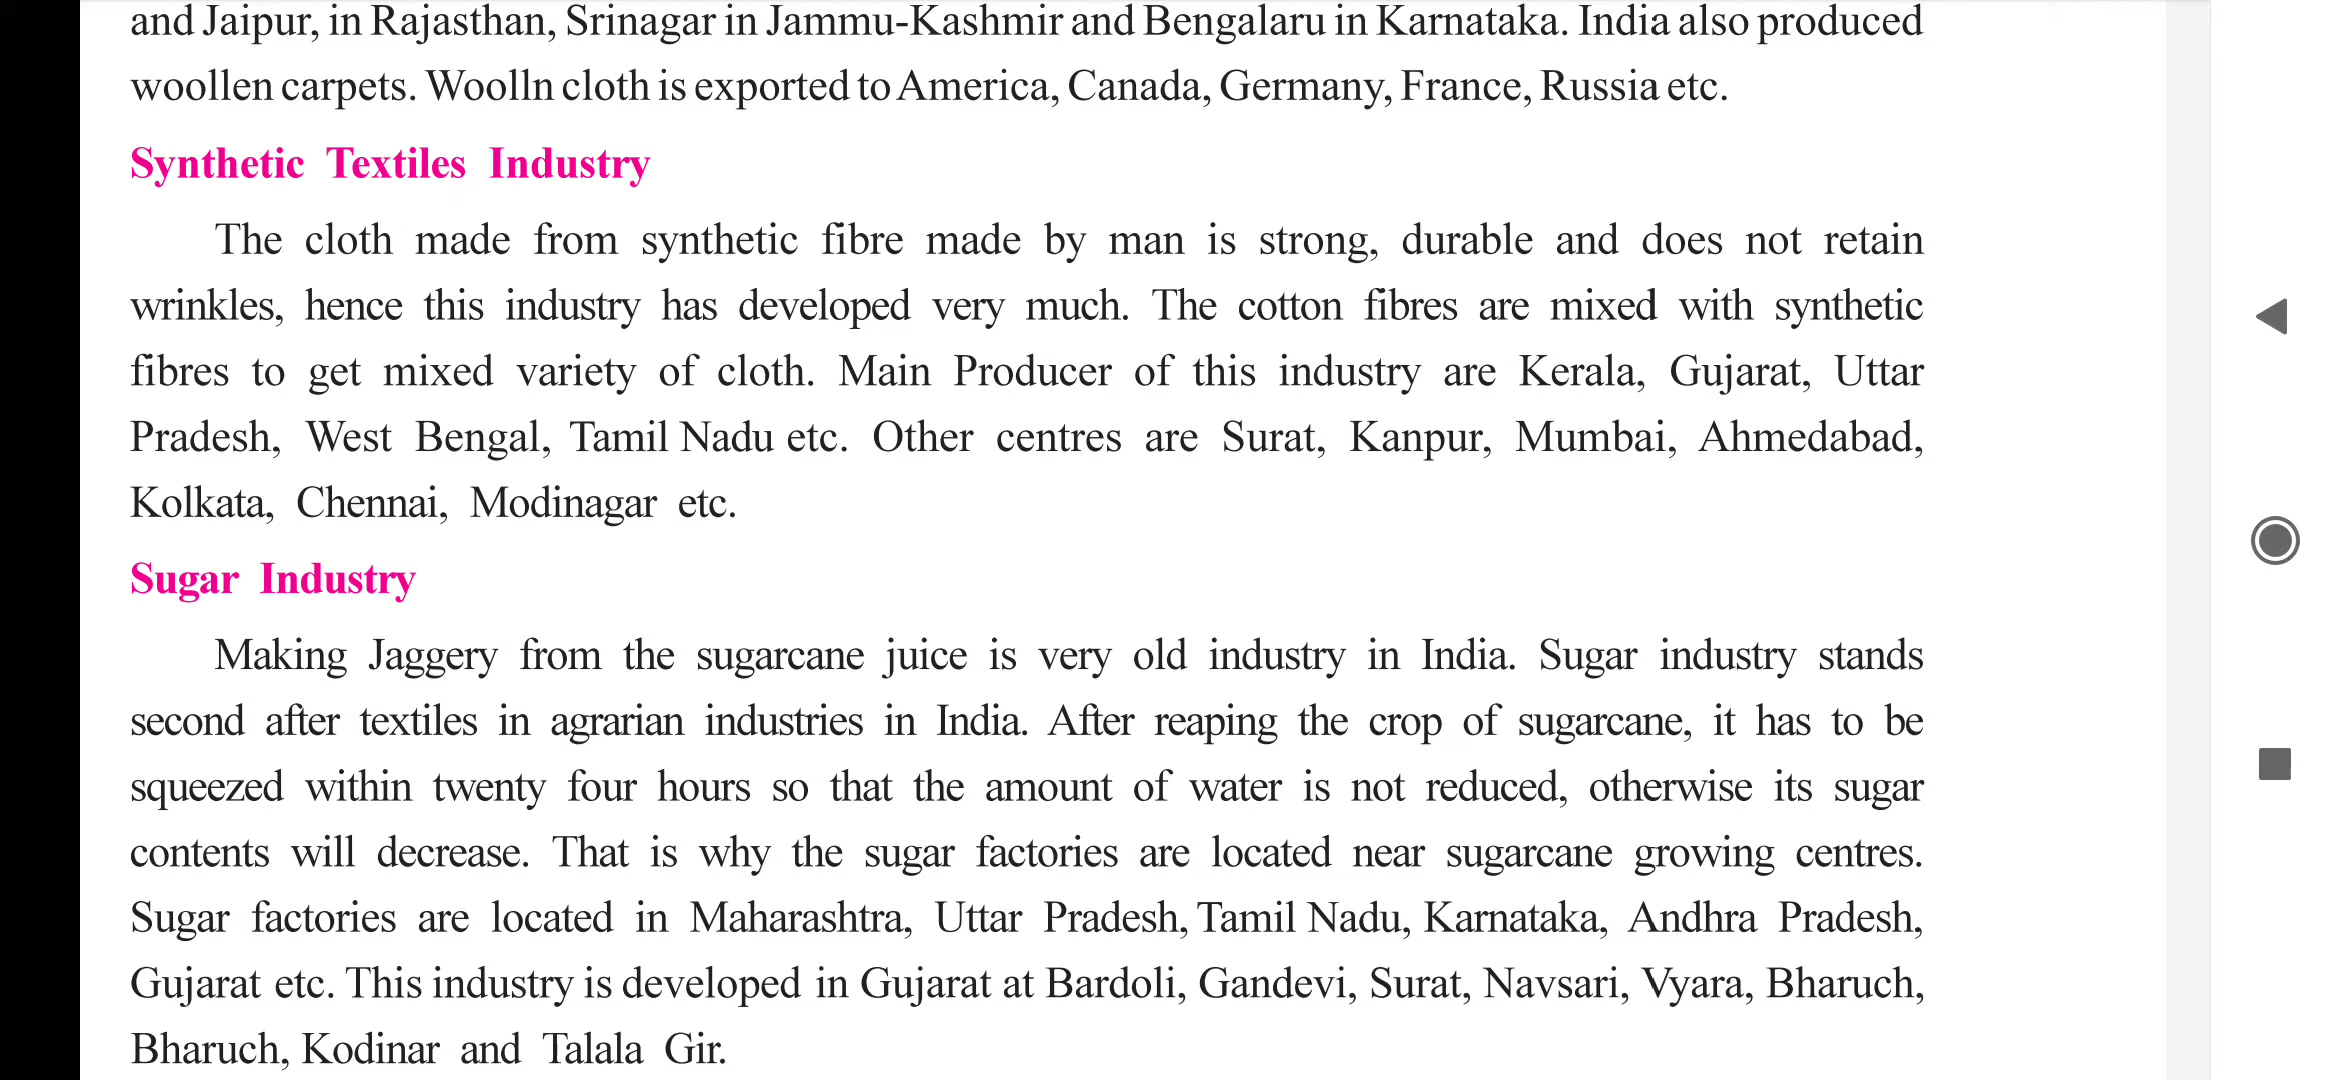 and Jaipur, in Rajasthan, Srinagar in Jammu-Kashmir and Bengalaru in Karnataka. India also produced
woollen carpets. Woolln cloth is exported to America, Canada, Germany, France, Russia etc.
Synthetic Textiles Industry
The cloth made from synthetic fibre made by man is strong, durable and does not retain
wrinkles, hence this industry has developed very much. The cotton fibres are mixed with synthetic
fibres to get mixed variety of cloth. Main Producer of this industry are Kerala, Gujarat, Uttar
Pradesh, West Bengal, Tamil Nadu etc. Other centres are Surat, Kanpur, Mumbai, Ahmedabad,
Kolkata, Chennai, Modinagar etc.
Sugar Industry
Making Jaggery from the sugarcane juice is very old industry in India. Sugar industry stands
second after textiles in agrarian industries in India. After reaping the crop of sugarcane, it has to be
squeezed within twenty four hours so that the amount of water is not reduced, otherwise its sugar
contents will decrease. That is why the sugar factories are located near sugarcane growing centres.
Sugar factories are located in Maharashtra, Uttar Pradesh, Tamil Nadu, Karnataka, Andhra Pradesh,
Gujarat etc. This industry is developed in Gujarat at Bardoli, Gandevi, Surat, Navsari, Vyara, Bharuch,
Bharuch, Kodinar and Talala Gir.